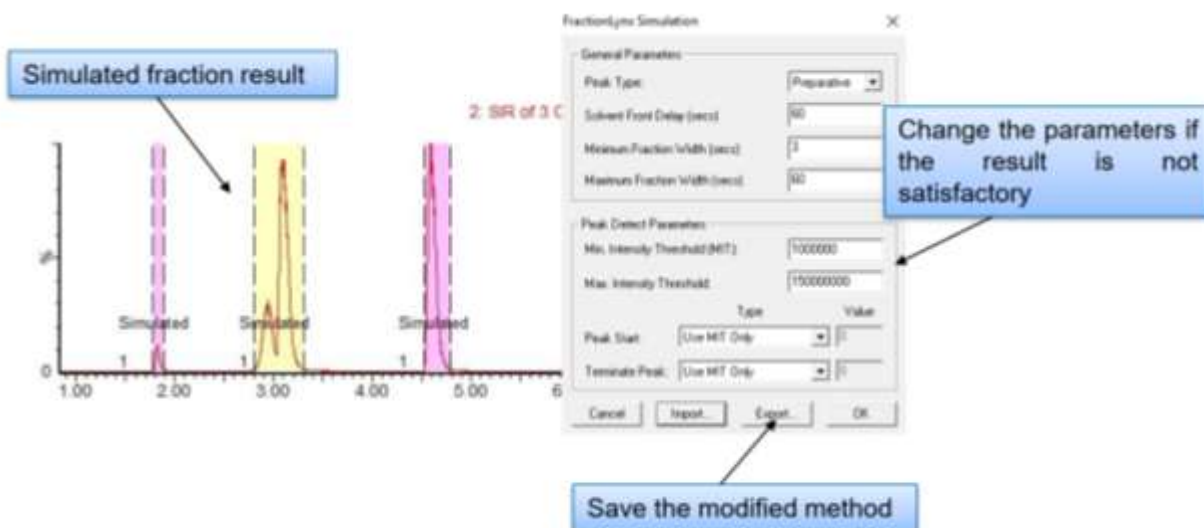 FractionLynx Simulation
Simulated fraction result
General Parameters
Peak Type:
Preparative
2: SIR of 3 C
Solvent Front Delay (secs)
60
Minimum Fraction Width (secs)
3
Maximum Fraction Width (secs)
60
Change the parameters if
the result is not
satisfactory
Peak Detect Parameters
Min. Intensity Threshold (MIT)
1000000
Max. Intensity Threshold:
150000000
Type
Value
Peak Start:
Use MIT Only
Terminate Peak:
Use MIT Only
Cancel
Import...
Export...
OK
%
Simulated
Simulated
Simulated
1
1
1
0
1.00
2.00
3.00
4.00
5.00
6
Save the modified method